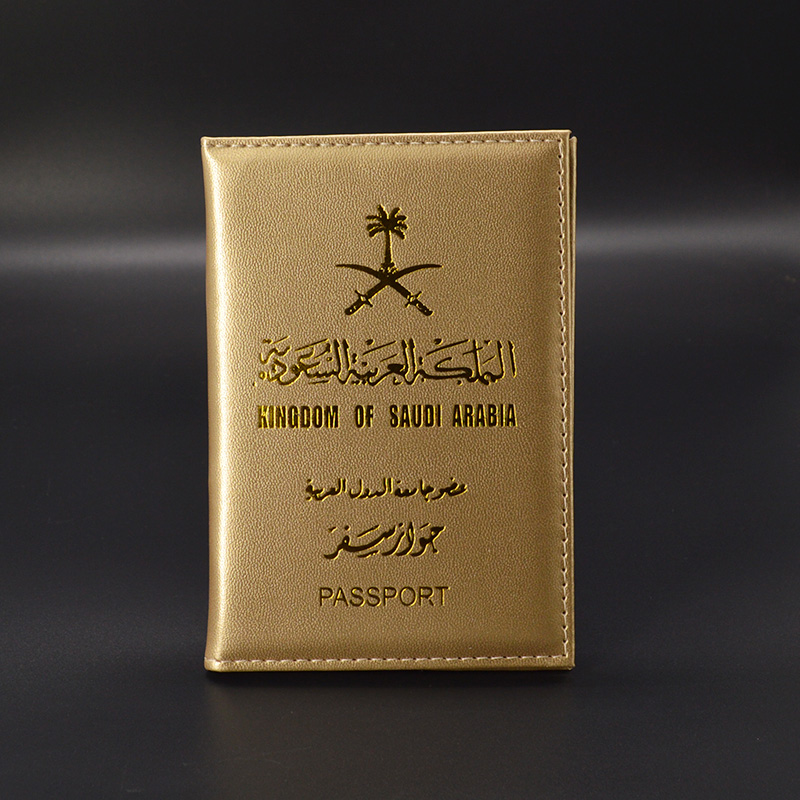 المملكة العربية السعودية
KINGDOM OF SAUDI ARABIA
عضو جامعة الدول العربية
جواز سفر
PASSPORT